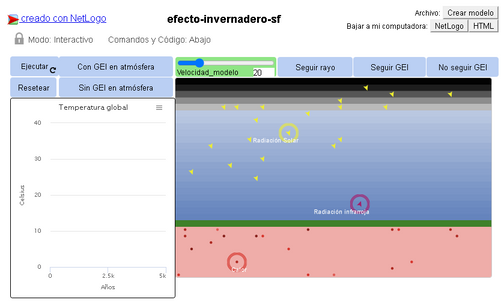 creado con NetLogo
efecto-invernadero-sf
Archivo: Crear modelo
Bajar a mi computadora: NetLogo HTML
Modo: Interactivo
Comandos y Código: Abajo
Ejecutar
Con GEI en atmósfera
Velocidad_modelo 20
Seguir rayo
Seguir GEI
No seguir GEI
Resetear
Sin GEI en atmósfera
Temperatura global
40
30
20
10
0
Celsius
0 2.5k 5k
Años
Radiación Solar
Radiación infrarroja
Calor